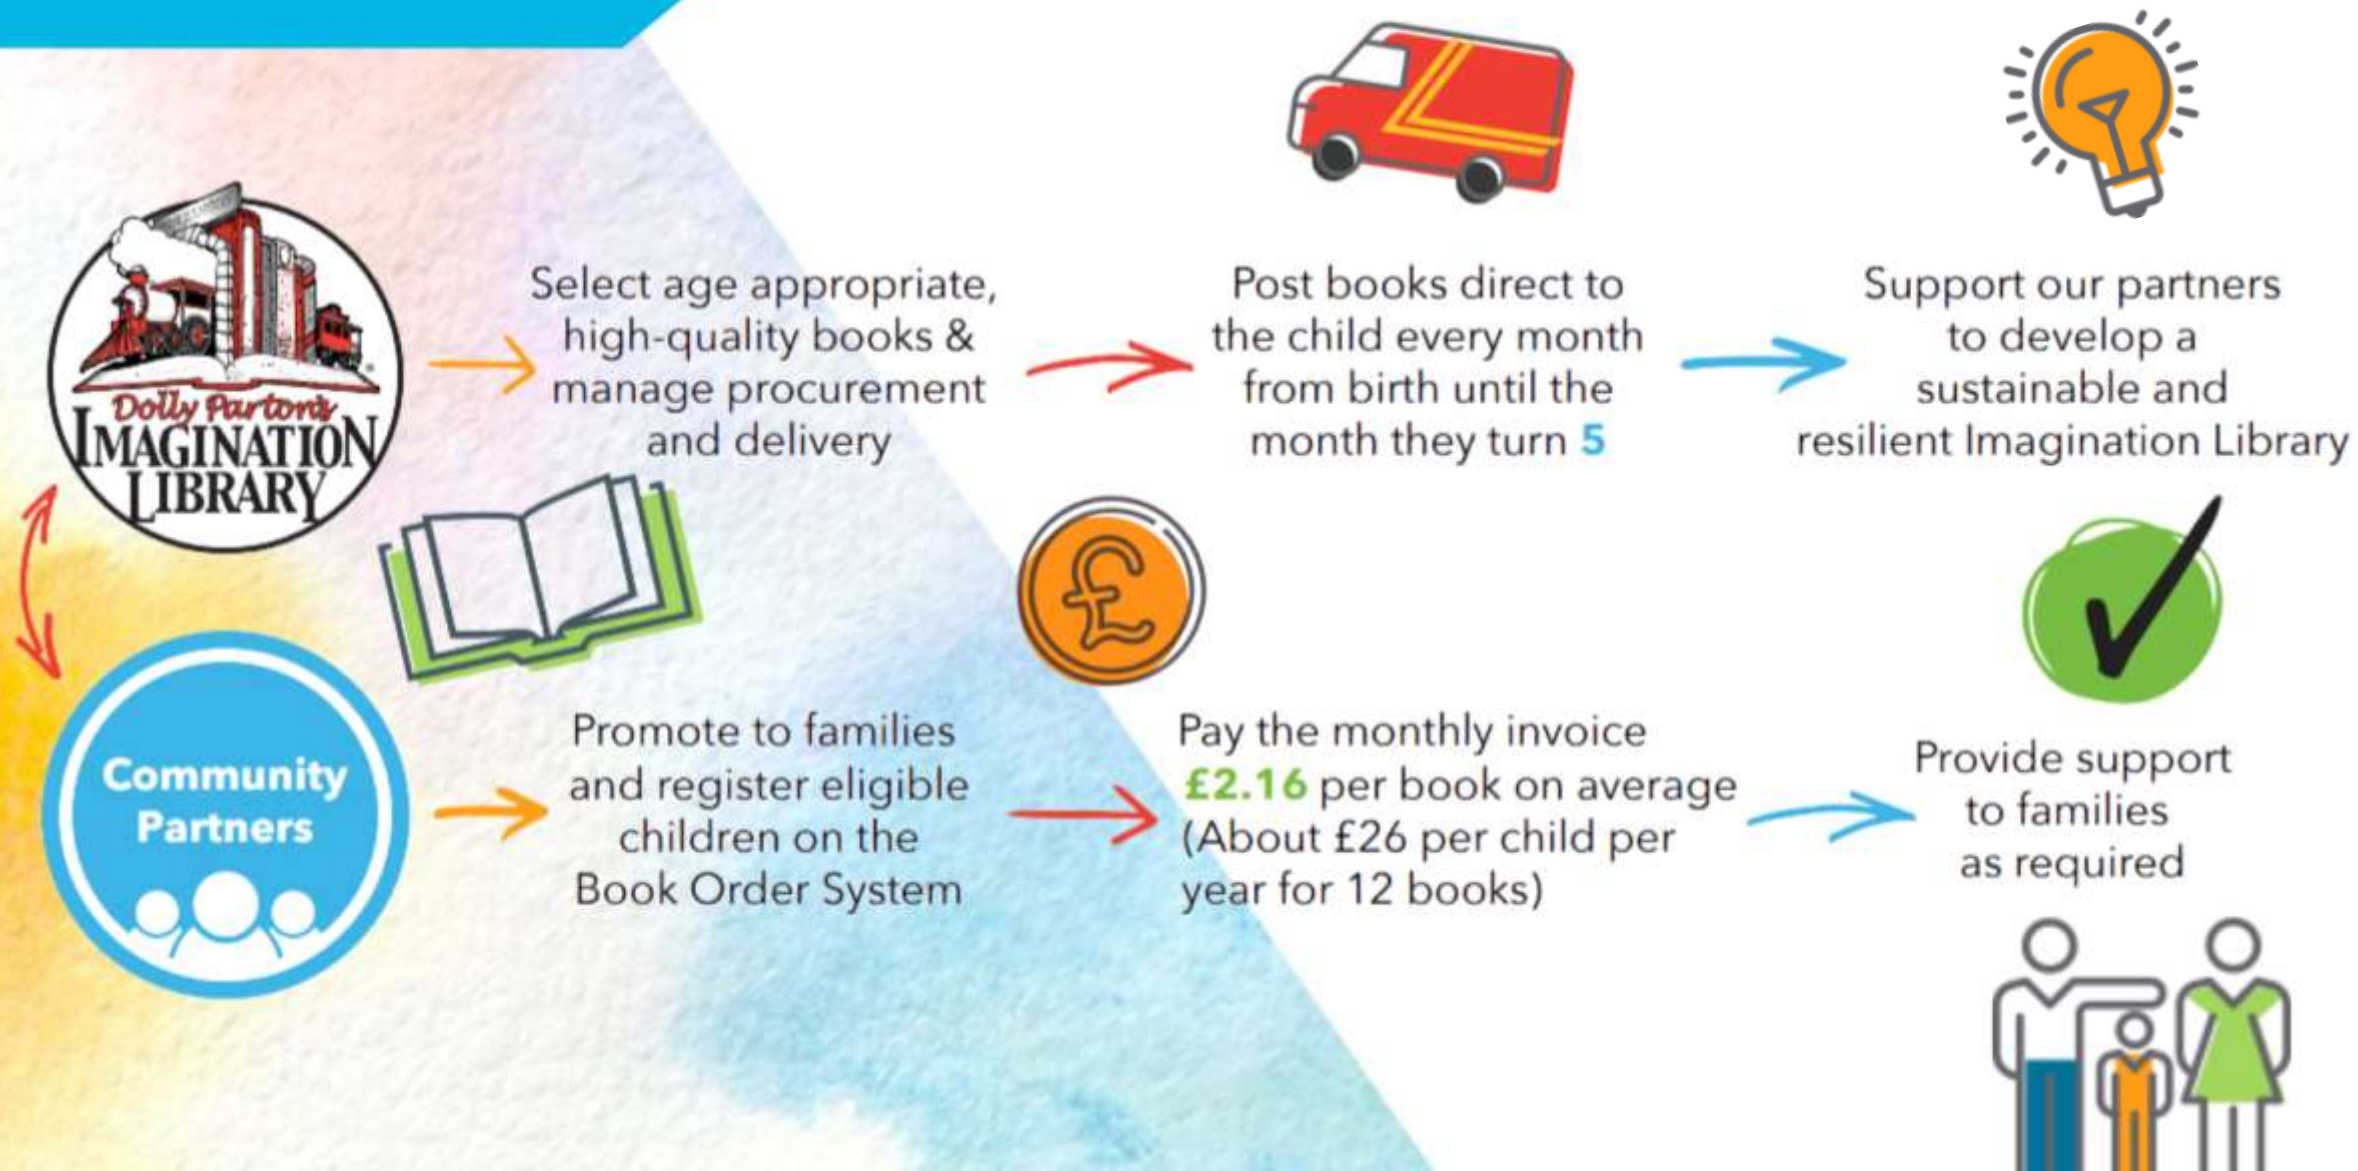 Dolly Parton's
IMAGINATION
LIBRARY
Select age appropriate,
high-quality books &
manage procurement
and delivery
Post books direct to
the child every month
from birth until the
month they turn 5
Support our partners
to develop a
sustainable and
resilient Imagination Library
Community
Partners
Promote to families
and register eligible
children on the
Book Order System
£
Pay the monthly invoice
£2.16 per book on average
(About £26 per child per
year for 12 books)
Provide support
to families
as required